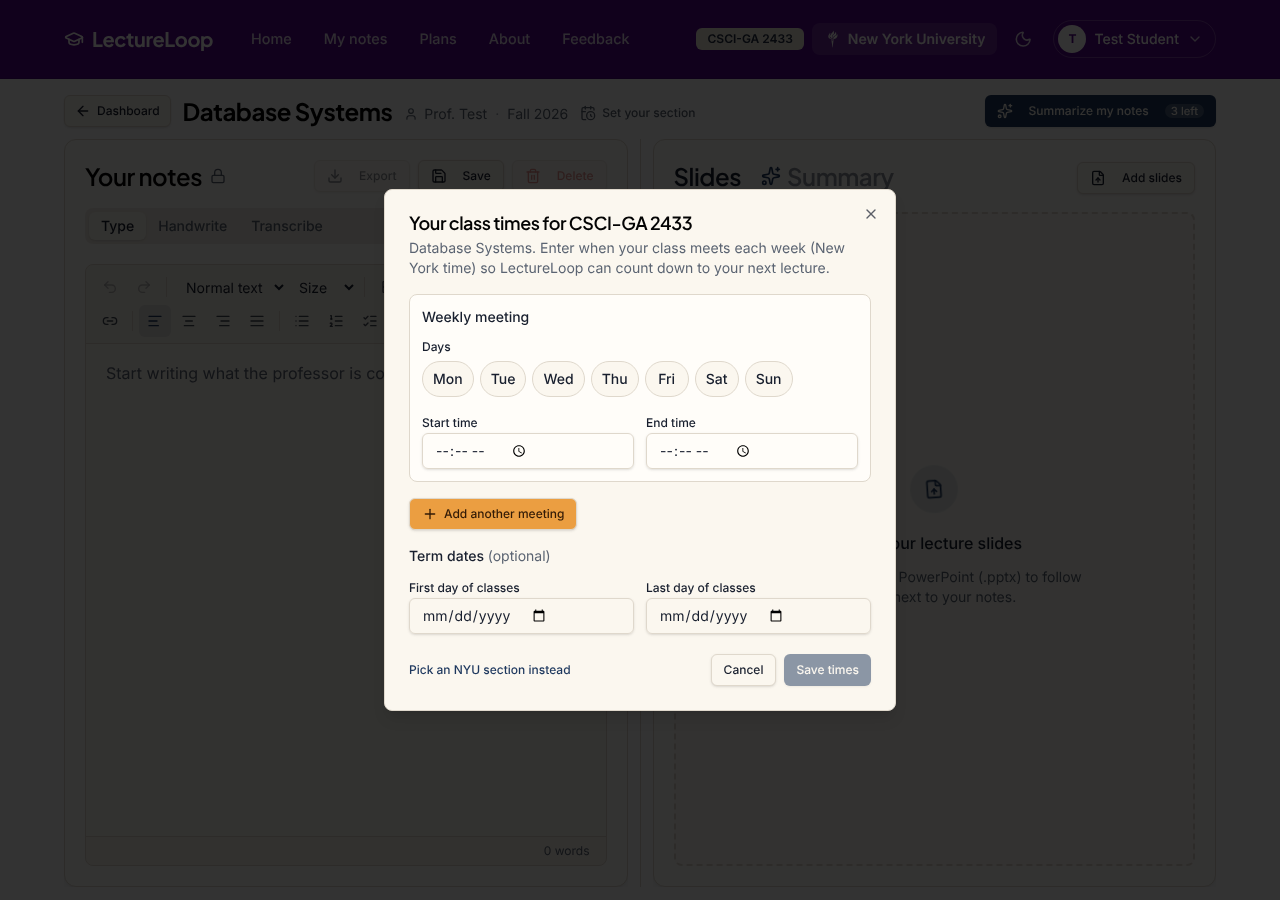 LectureLoop
Home
My notes
Plans
About
Feedback
CSCI-GA 2433
New York University
T
Test Student
Dashboard
Database Systems
Prof. Test · Fall 2026
Set your section
Summarize my notes
3 left
Your notes
Export
Save
Delete
Slides
Summary
Add slides
Type
Handwrite
Transcribe
Normal text
Size
Start writing what the professor is
Your class times for CSCI-GA 2433
Database Systems. Enter when your class meets each week (New
York time) so LectureLoop can count down to your next lecture.
Weekly meeting
Days
Mon
Tue
Wed
Thu
Fri
Sat
Sun
Start time
End time
--:-- --
--:-- --
Add another meeting
Term dates (optional)
First day of classes
Last day of classes
mm/dd/yyyy
mm/dd/yyyy
Pick an NYU section instead
Cancel
Save times
lecture slides
PowerPoint (.pptx) to follow
to your notes.
0 words